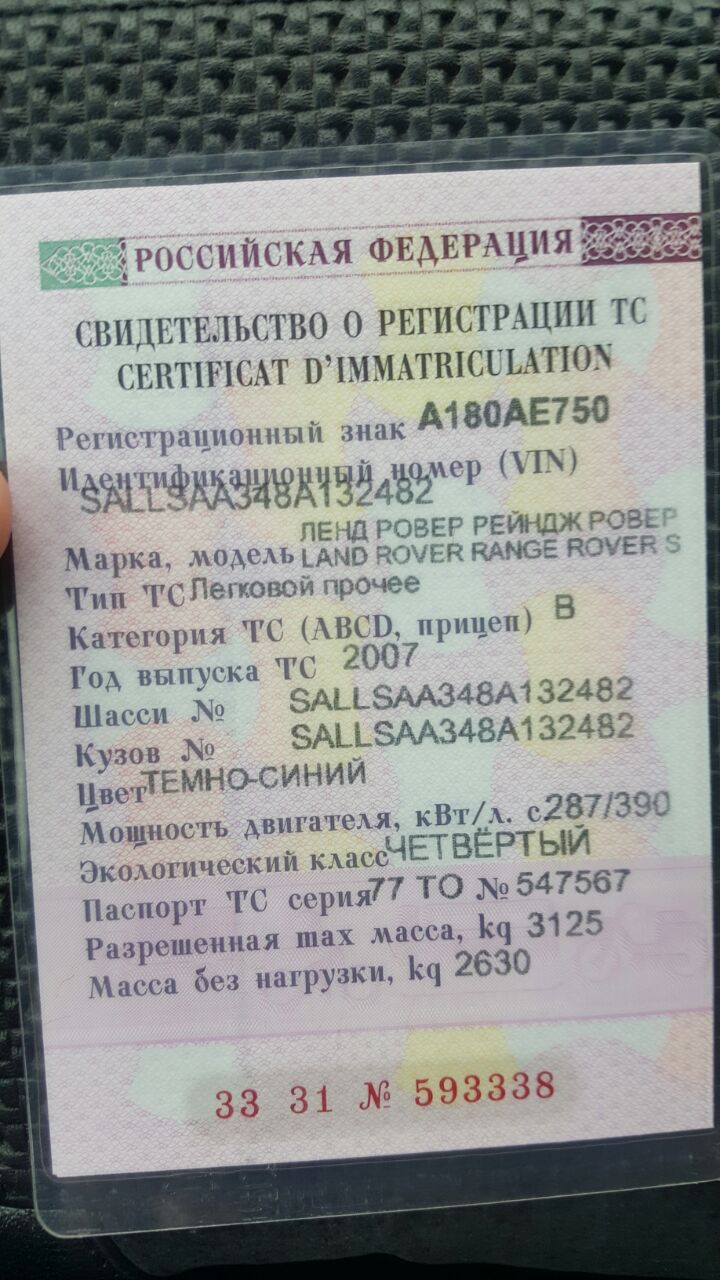 РОССИЙСКАЯ ФЕДЕРАЦИЯ
СВИДЕТЕЛЬСТВО О РЕГИСТРАЦИИ ТС
CERTIFICAT D'IMMATRICULATION
Регистрационный знак А180АЕ750
Идентификационный номер (VIN)
SALLSAA348A132482
ЛЕНД РОВЕР РЕЙНДЖ РОВЕР
Марка, модель LAND ROVER RANGE ROVER S
Тип ТС Легковой прочее
Категория ТС (ABCD, прицеп) B
Год выпуска ТС 2007
Шасси № SALLSAA348A132482
Кузов № SALLSAA348A132482
Цвет ТЕМНО-СИНИЙ
Мощность двигателя, кВт/л. с 287/390
Экологический класс ЧЕТВЁРТЫЙ
Паспорт ТС серия 77 ТО № 547567
Разрешенная max масса, kg 3125
Масса без нагрузки, kg 2630
33 31 № 593338